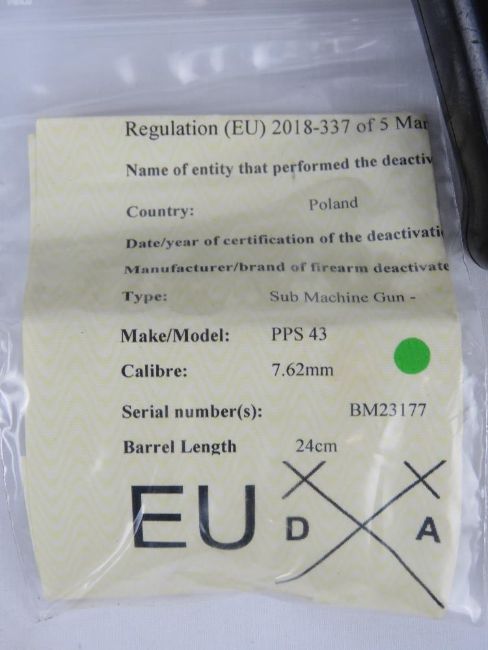 Regulation (EU) 2018-337 of 5 Mar
Name of entity that performed the deactiv
Country: Poland
Date/year of certification of the deactivati
Manufacturer/brand of firearm deactivate
Type: Sub Machine Gun -
Make/Model: PPS 43
Calibre: 7.62mm
Serial number(s): BM23177
Barrel Length 24cm
EU D A